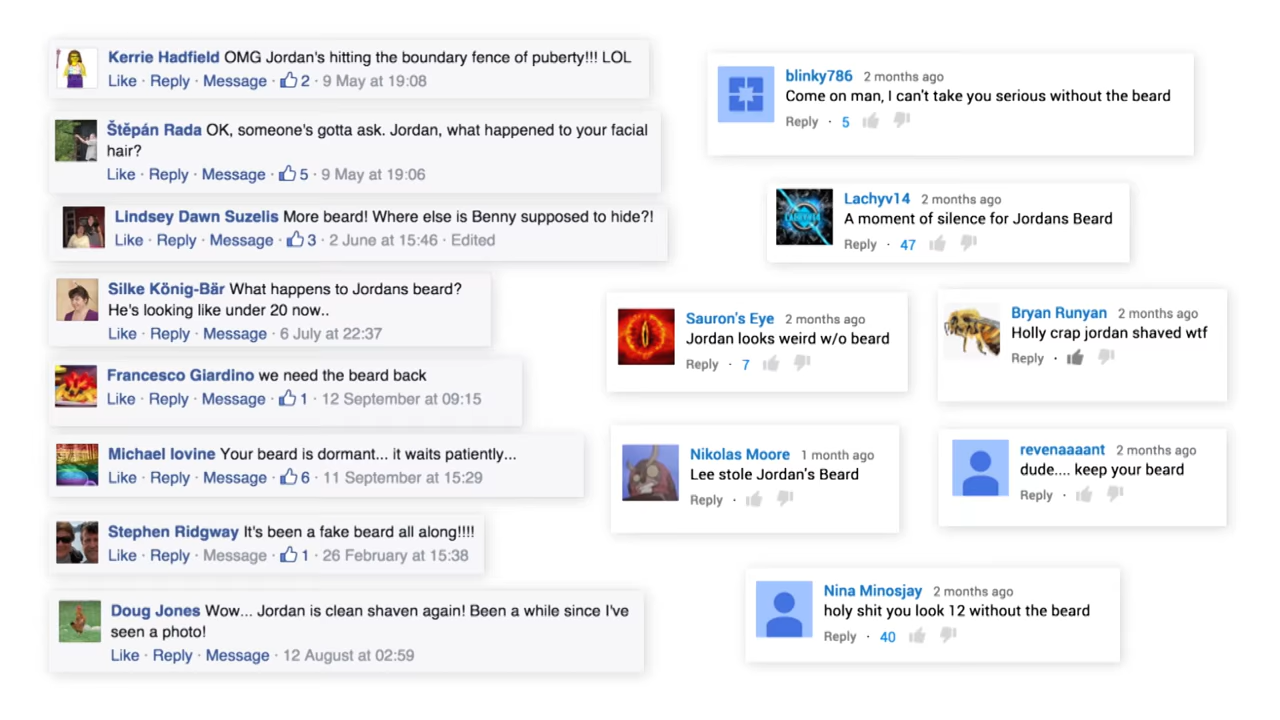 Kerrie Hadfield OMG Jordan's hitting the boundary fence of puberty!!! LOL
Like · Reply · Message · 2 · 9 May at 19:08
Štěpán Rada OK, someone's gotta ask. Jordan, what happened to your facial
hair?
Like · Reply · Message · 5 · 9 May at 19:06
Lindsey Dawn Suzelis More beard! Where else is Benny supposed to hide?!
Like · Reply · Message · 3 · 2 June at 15:46 · Edited
Silke König-Bär What happens to Jordans beard?
He's looking like under 20 now..
Like · Reply · Message · 6 July at 22:37
Francesco Giardino we need the beard back
Like · Reply · Message · 1 · 12 September at 09:15
Michael Iovine Your beard is dormant... it waits patiently...
Like · Reply · Message · 6 · 11 September at 15:29
Stephen Ridgway It's been a fake beard all along!!!!
Like · Reply · Message · 1 · 26 February at 15:38
Doug Jones Wow... Jordan is clean shaven again! Been a while since I've
seen a photo!
Like · Reply · Message · 12 August at 02:59
blinky786 2 months ago
Come on man, I can't take you serious without the beard
Reply · 5
LACHYV14
Lachyv14 2 months ago
A moment of silence for Jordans Beard
Reply · 47
Sauron's Eye 2 months ago
Jordan looks weird w/o beard
Reply · 7
Bryan Runyan 2 months ago
Holly crap jordan shaved wtf
Reply ·
Nikolas Moore 1 month ago
Lee stole Jordan's Beard
Reply ·
revenaaaant 2 months ago
dude.... keep your beard
Reply ·
Nina Minosjay 2 months ago
holy shit you look 12 without the beard
Reply · 40